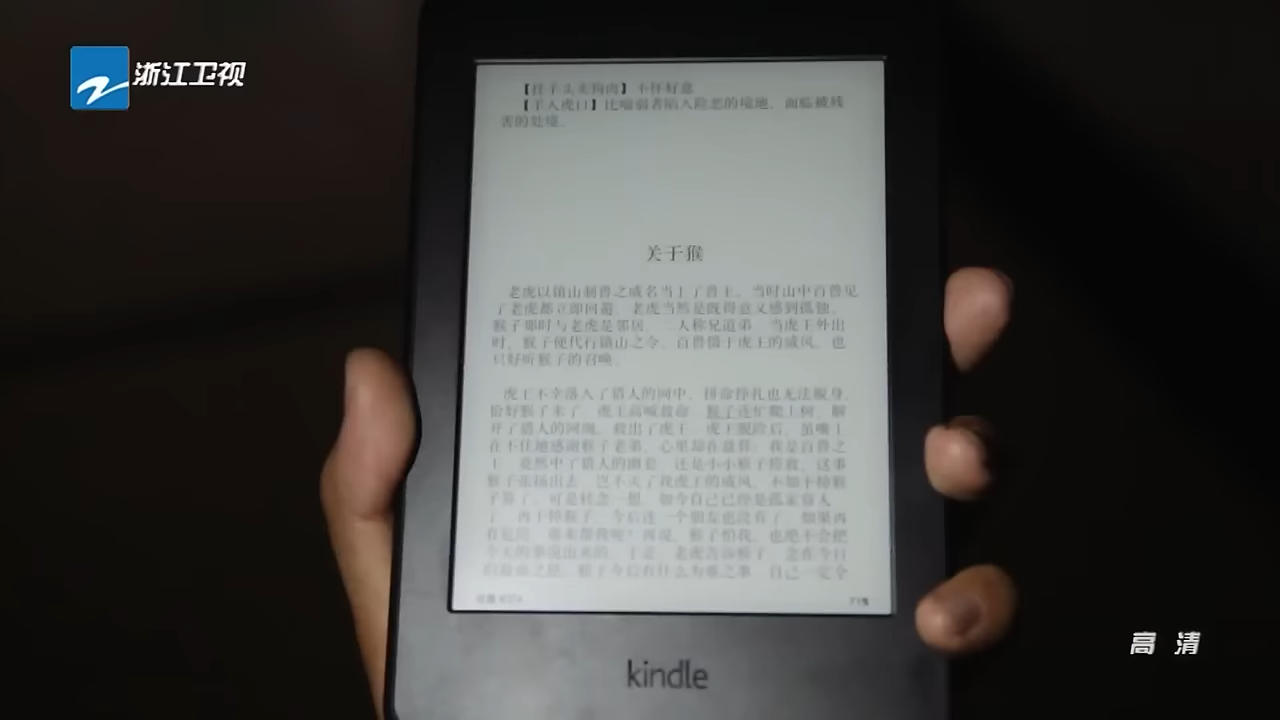 浙江卫视
【挂羊头卖狗肉】不怀好意
【羊入虎口】比喻弱者陷入险恶的境地，面临被残
害的处境。
关于猴
老虎以镇山制兽之威名当上了兽王。当时山中百兽见
了老虎都立即回避，老虎当然是既得意又感到孤独。
猴子那时与老虎是邻居，二人称兄道弟，当虎王外出
时，猴子便代行镇山之令，百兽慑于虎王的威风，也
只好听猴子的召唤。
虎王不幸落入了猎人的网中，拼命挣扎也无法脱身，
恰好猴子来了，虎王高喊救命，猴子连忙爬上树，解
开了猎人的网绳，救出了虎王。虎王脱险后，虽嘴上
在不住地感谢猴子老弟，心里却在盘算：我是百兽之
王，竟然中了猎人的圈套，还是小小猴子搭救，这事
猴子张扬出去，岂不灭了我虎王的威风，不如干掉猴
子算了。可是转念一想，如今自己已经是孤家寡人
了，再干掉猴子，今后连一个朋友也没有了，如果再
有危险，谁来帮我呢？再说，猴子怕我，也绝不会把
今天的事说出来的。于是，老虎告诉猴子，念在今日
的救命之恩，猴子今后有什么为难之事，自己一定全
kindle
高清